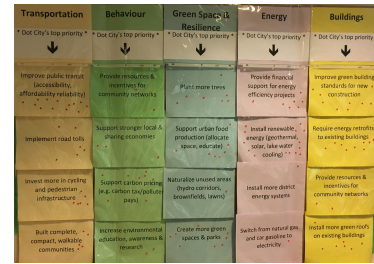 Transportation
* Dot City's top priority *
Improve public transit
(accessibility,
affordability reliability)
Implement road tolls
Invest more in cycling
and pedestrian
infrastructure
Built complete,
compact, walkable
communities
Behaviour
* Dot City's top priority *
Provide resources &
incentives for
community networks
Support stronger local &
sharing economies
Support carbon pricing
(e.g. carbon tax/pollute
pays)
Increase environmental
education, awareness &
research
Green Space &
Resilience
* Dot City's top priority *
Plant more trees
Support urban food
production (allocate
space, edurate)
Naturalize unused areas
(hydro corridors,
brownfields, lawns)
Create more green
spaces & parks
Energy
* Dot City's top priority *
Provide financial
support for energy
efficiency projects
Install renewable
energy (geothermal,
solar, lake water
cooling)
Install more district
energy systems
Switch from natural gas
and car gasoline to
electricity
Buildings
* Dot City's top priority *
Improve green building
standards for new
construction
Require energy retrofits
to existing buildings
Provide resources &
incentives for
community networks
Install more green roofs
on existing buildings